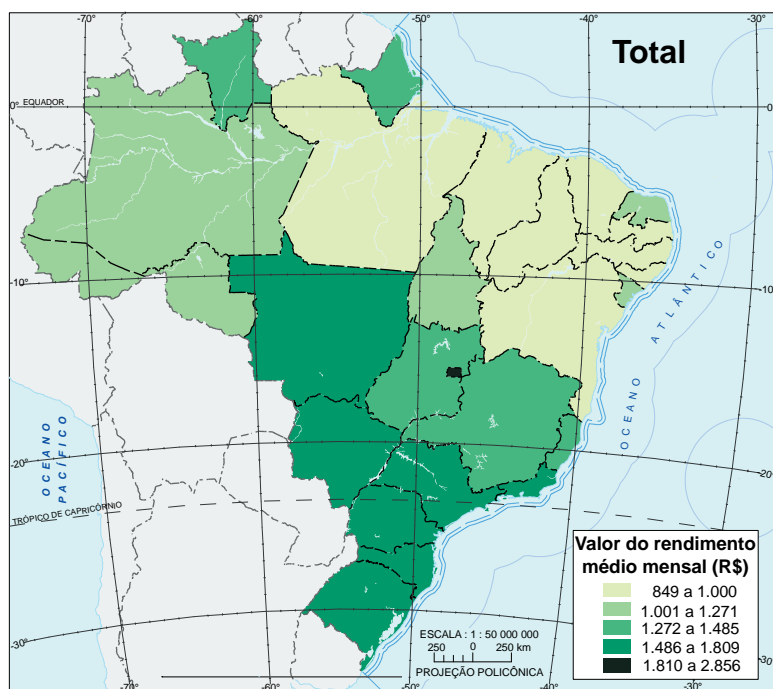 -70°
-60°
-50°
-40°
-30°
Total
EQUADOR
0°
0°
-10°
-10°
OCEANO ATLÂNTICO
OCEANO
PACÍFICO
-20°
-20
TRÓPICO DE CAPRICÓRNIO
Valor do rendimento
médio mensal (R$)
849 a 1.000
1.001 a 1.271
1.272 a 1.485
1.486 a 1.809
1.810 a 2.856
ESCALA : 1 : 50 000 000
250 0 250 km
PROJEÇÃO POLICÔNICA
-30°
-30
-70°
-60°
-50°
-40°
-30°